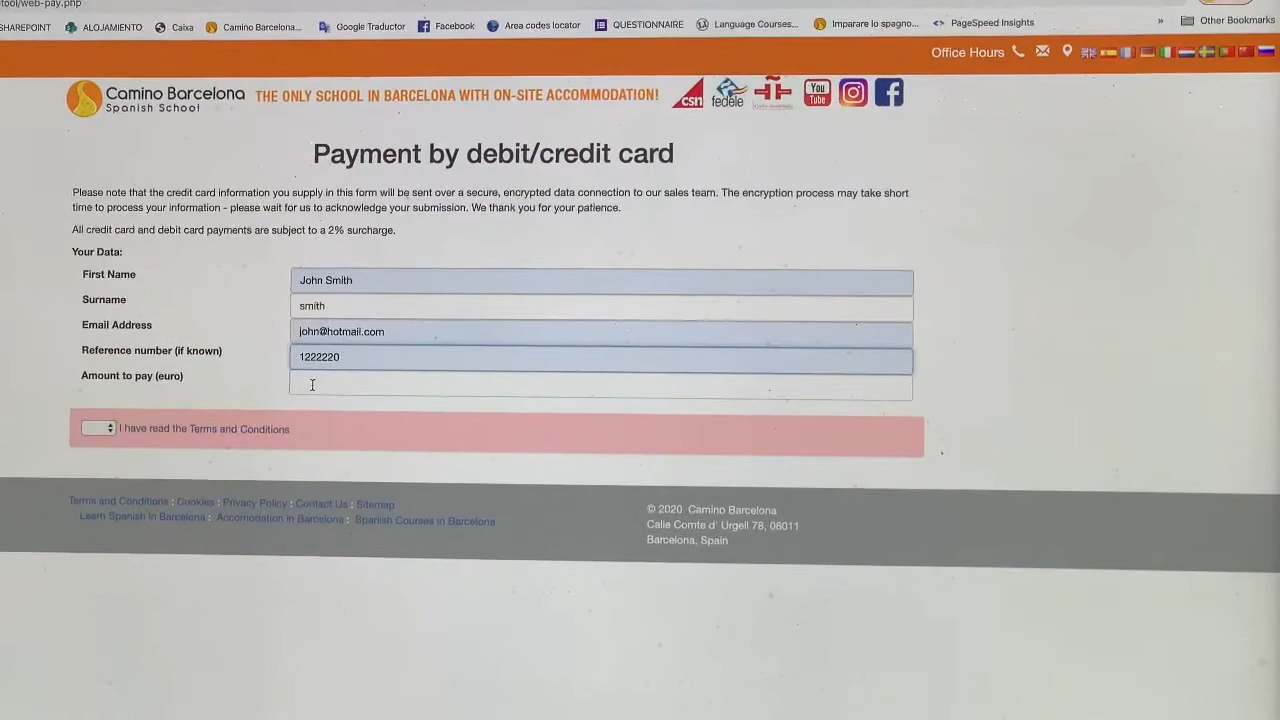 tool/web-pay.php
SHAREPOINT ALOJAMIENTO Caixa Camino Barcelona... Google Traductor Facebook Area codes locator QUESTIONNAIRE Language Courses... Imparare lo spagno... PageSpeed Insights » Other Bookmarks
Office Hours
Camino Barcelona
Spanish School
THE ONLY SCHOOL IN BARCELONA WITH ON-SITE ACCOMMODATION!
csn
fedele
You
Tube
Payment by debit/credit card
Please note that the credit card information you supply in this form will be sent over a secure, encrypted data connection to our sales team. The encryption process may take short
time to process your information - please wait for us to acknowledge your submission. We thank you for your patience.
All credit card and debit card payments are subject to a 2% surcharge.
Your Data:
First Name John Smith
Surname smith
Email Address john@hotmail.com
Reference number (if known) 1222220
Amount to pay (euro)
I have read the Terms and Conditions
Terms and Conditions : Cookies : Privacy Policy : Contact Us : Sitemap
Learn Spanish in Barcelona : Accomodation in Barcelona : Spanish Courses in Barcelona
© 2020 Camino Barcelona
Calle Comte d' Urgell 78, 08011
Barcelona, Spain